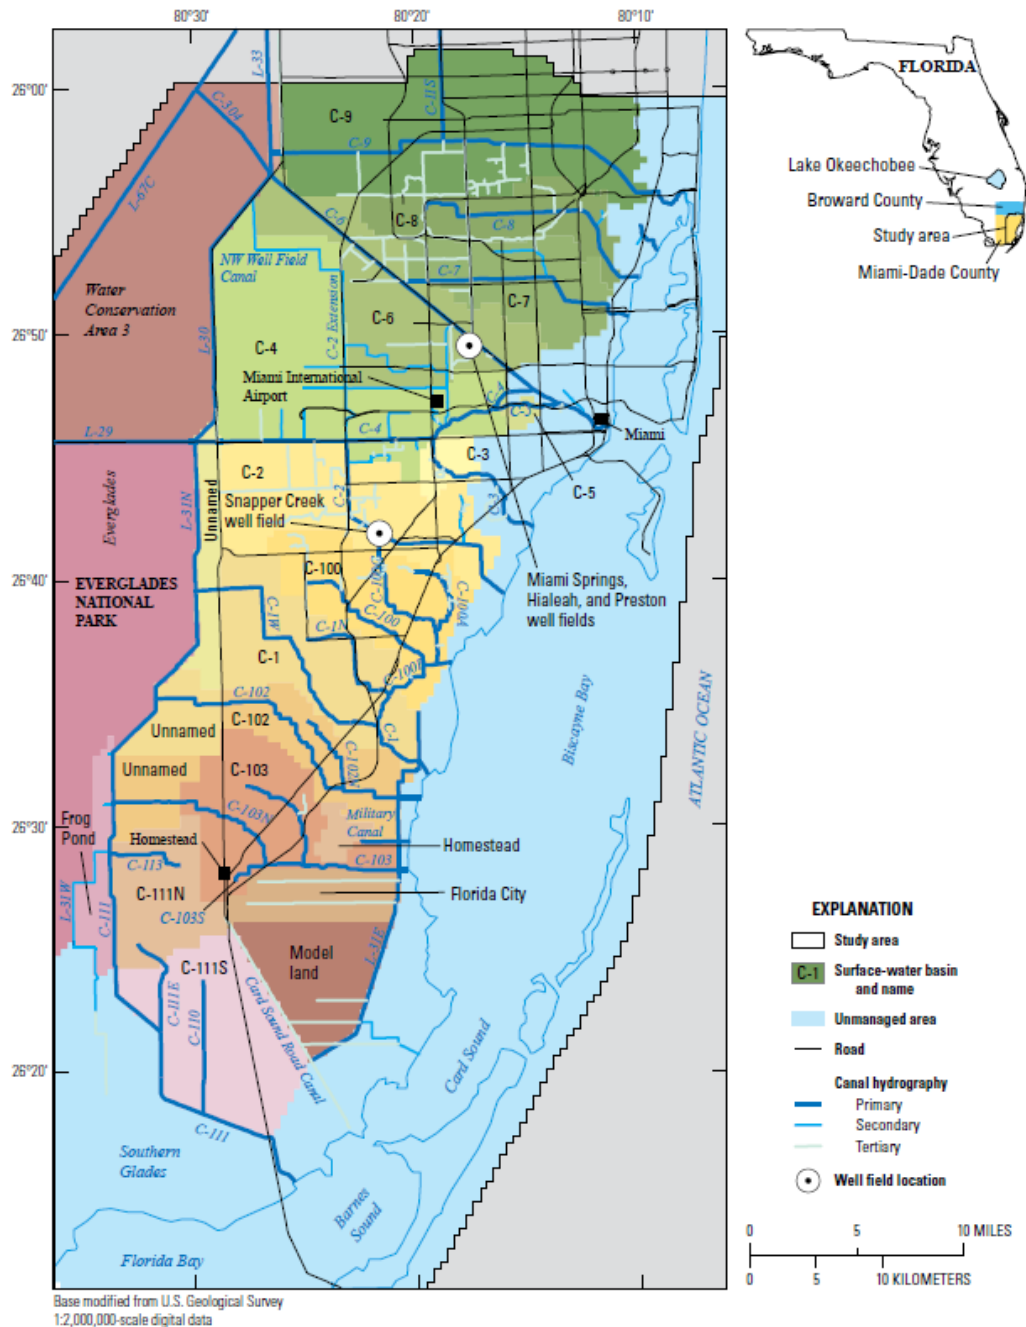 80°30'
80°20'
80°10'
26°00'
26°50'
26°40'
26°30'
26°20'
L-33
C-304
L-67C
C-11S
C-9
C-9
C-6
C-8
C-8
NW Well Field
Canal
C-7
C-7
Water
Conservation
Area 3
L-30
C-2 Extension
C-6
C-4
Miami International
Airport
C-4
C-4
Miami
L-29
C-3
C-5
C-2
C-2
C-3
Everglades
L-31N
Unnamed
Snapper Creek
well field
EVERGLADES
NATIONAL
PARK
C-100
C-100C
C-100A
C-100
C-1W
C-1N
C-100B
Miami Springs,
Hialeah, and Preston
well fields
C-1
C-1
C-102
C-102
C-102N
Unnamed
Unnamed
Biscayne Bay
ATLANTIC OCEAN
C-103
C-103N
Military
Canal
Frog
Pond
Homestead
Homestead
C-113
C-103
Florida City
L-31W
C-111
C-111N
C-103S
Model
land
L-31E
C-111S
C-111E
C-110
Card Sound Road Canal
Card Sound
C-111
Southern
Glades
Barnes
Sound
Florida Bay
Base modified from U.S. Geological Survey
1:2,000,000-scale digital data
FLORIDA
Lake Okeechobee
Broward County
Study area
Miami-Dade County
EXPLANATION
Study area
C-1 Surface-water basin
and name
Unmanaged area
Road
Canal hydrography
Primary
Secondary
Tertiary
Well field location
0 5 10 MILES
0 5 10 KILOMETERS